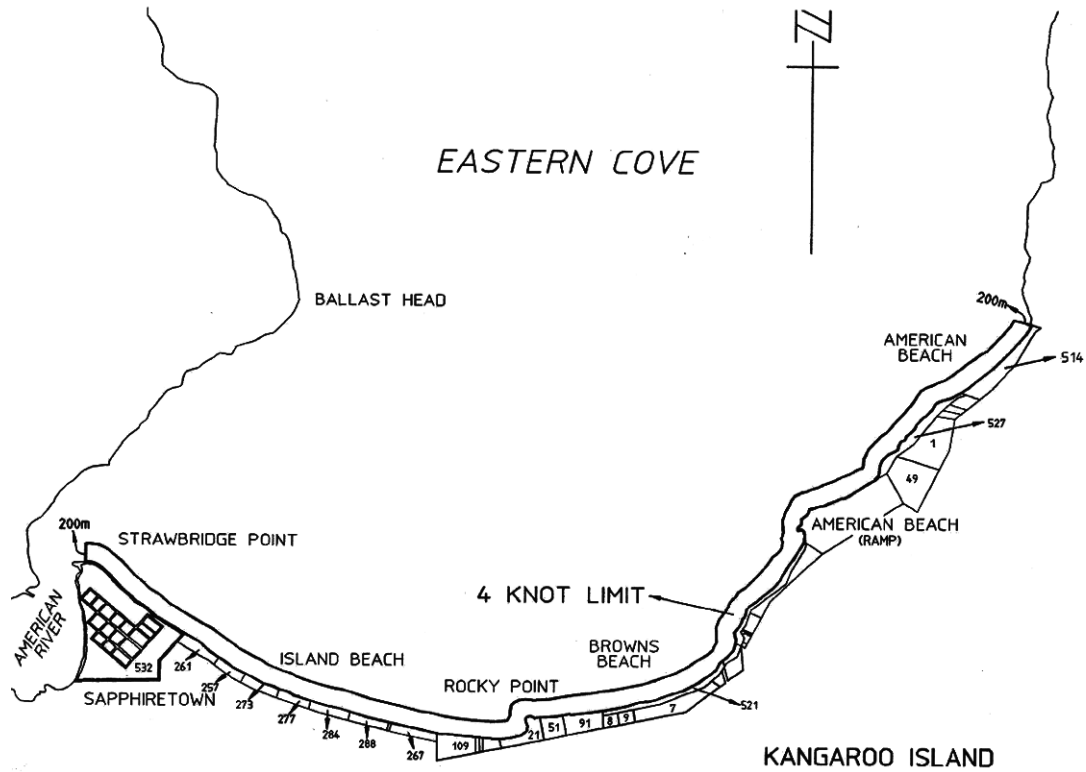 N
EASTERN COVE
BALLAST HEAD
200m
AMERICAN
BEACH
514
527
1
49
AMERICAN BEACH
(RAMP)
200m
STRAWBRIDGE POINT
4 KNOT LIMIT
AMERICAN
RIVER
BROWNS
BEACH
ISLAND BEACH
532
261
SAPPHIRETOWN
ROCKY POINT
257
273
277
284
288
267
109
21
51
91
8
9
7
521
KANGAROO ISLAND